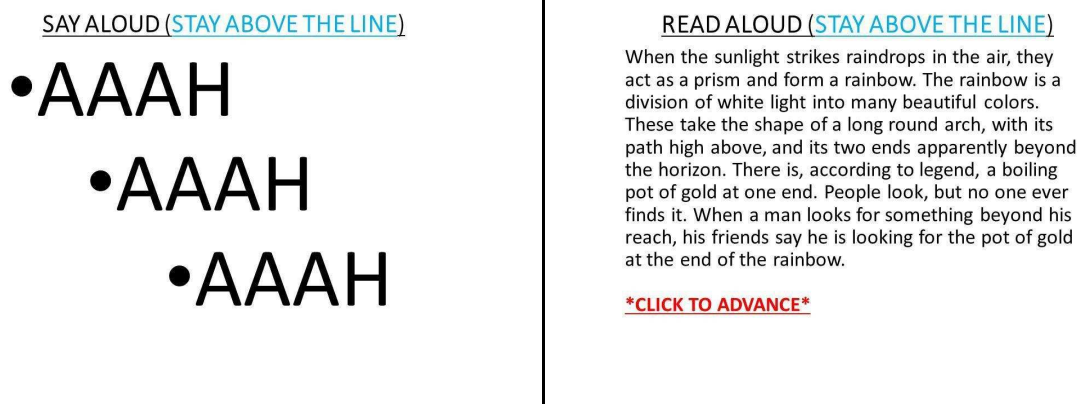 SAY ALOUD (STAY ABOVE THE LINE)
•AAAH
•AAAH
•AAAH
READ ALOUD (STAY ABOVE THE LINE)
When the sunlight strikes raindrops in the air, they
act as a prism and form a rainbow. The rainbow is a
division of white light into many beautiful colors.
These take the shape of a long round arch, with its
path high above, and its two ends apparently beyond
the horizon. There is, according to legend, a boiling
pot of gold at one end. People look, but no one ever
finds it. When a man looks for something beyond his
reach, his friends say he is looking for the pot of gold
at the end of the rainbow.
*CLICK TO ADVANCE*